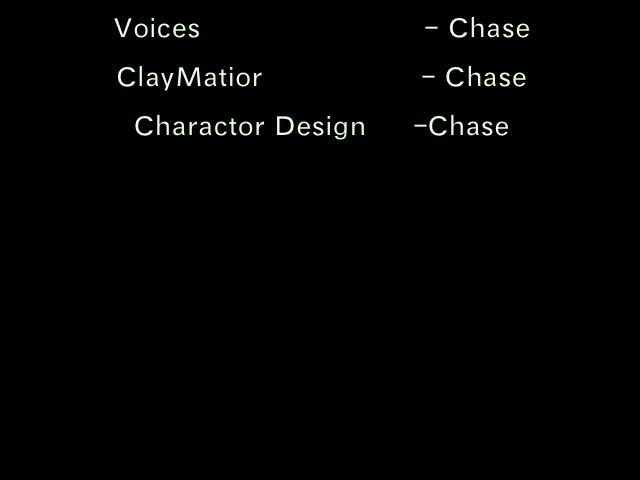 Voices - Chase
ClayMatior - Chase
Charactor Design -Chase